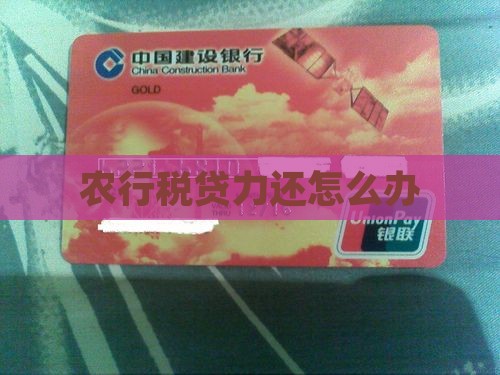 中国建设银行
China Construction Bank
GOLD
农行税贷力还怎么办
UnionPay
银联